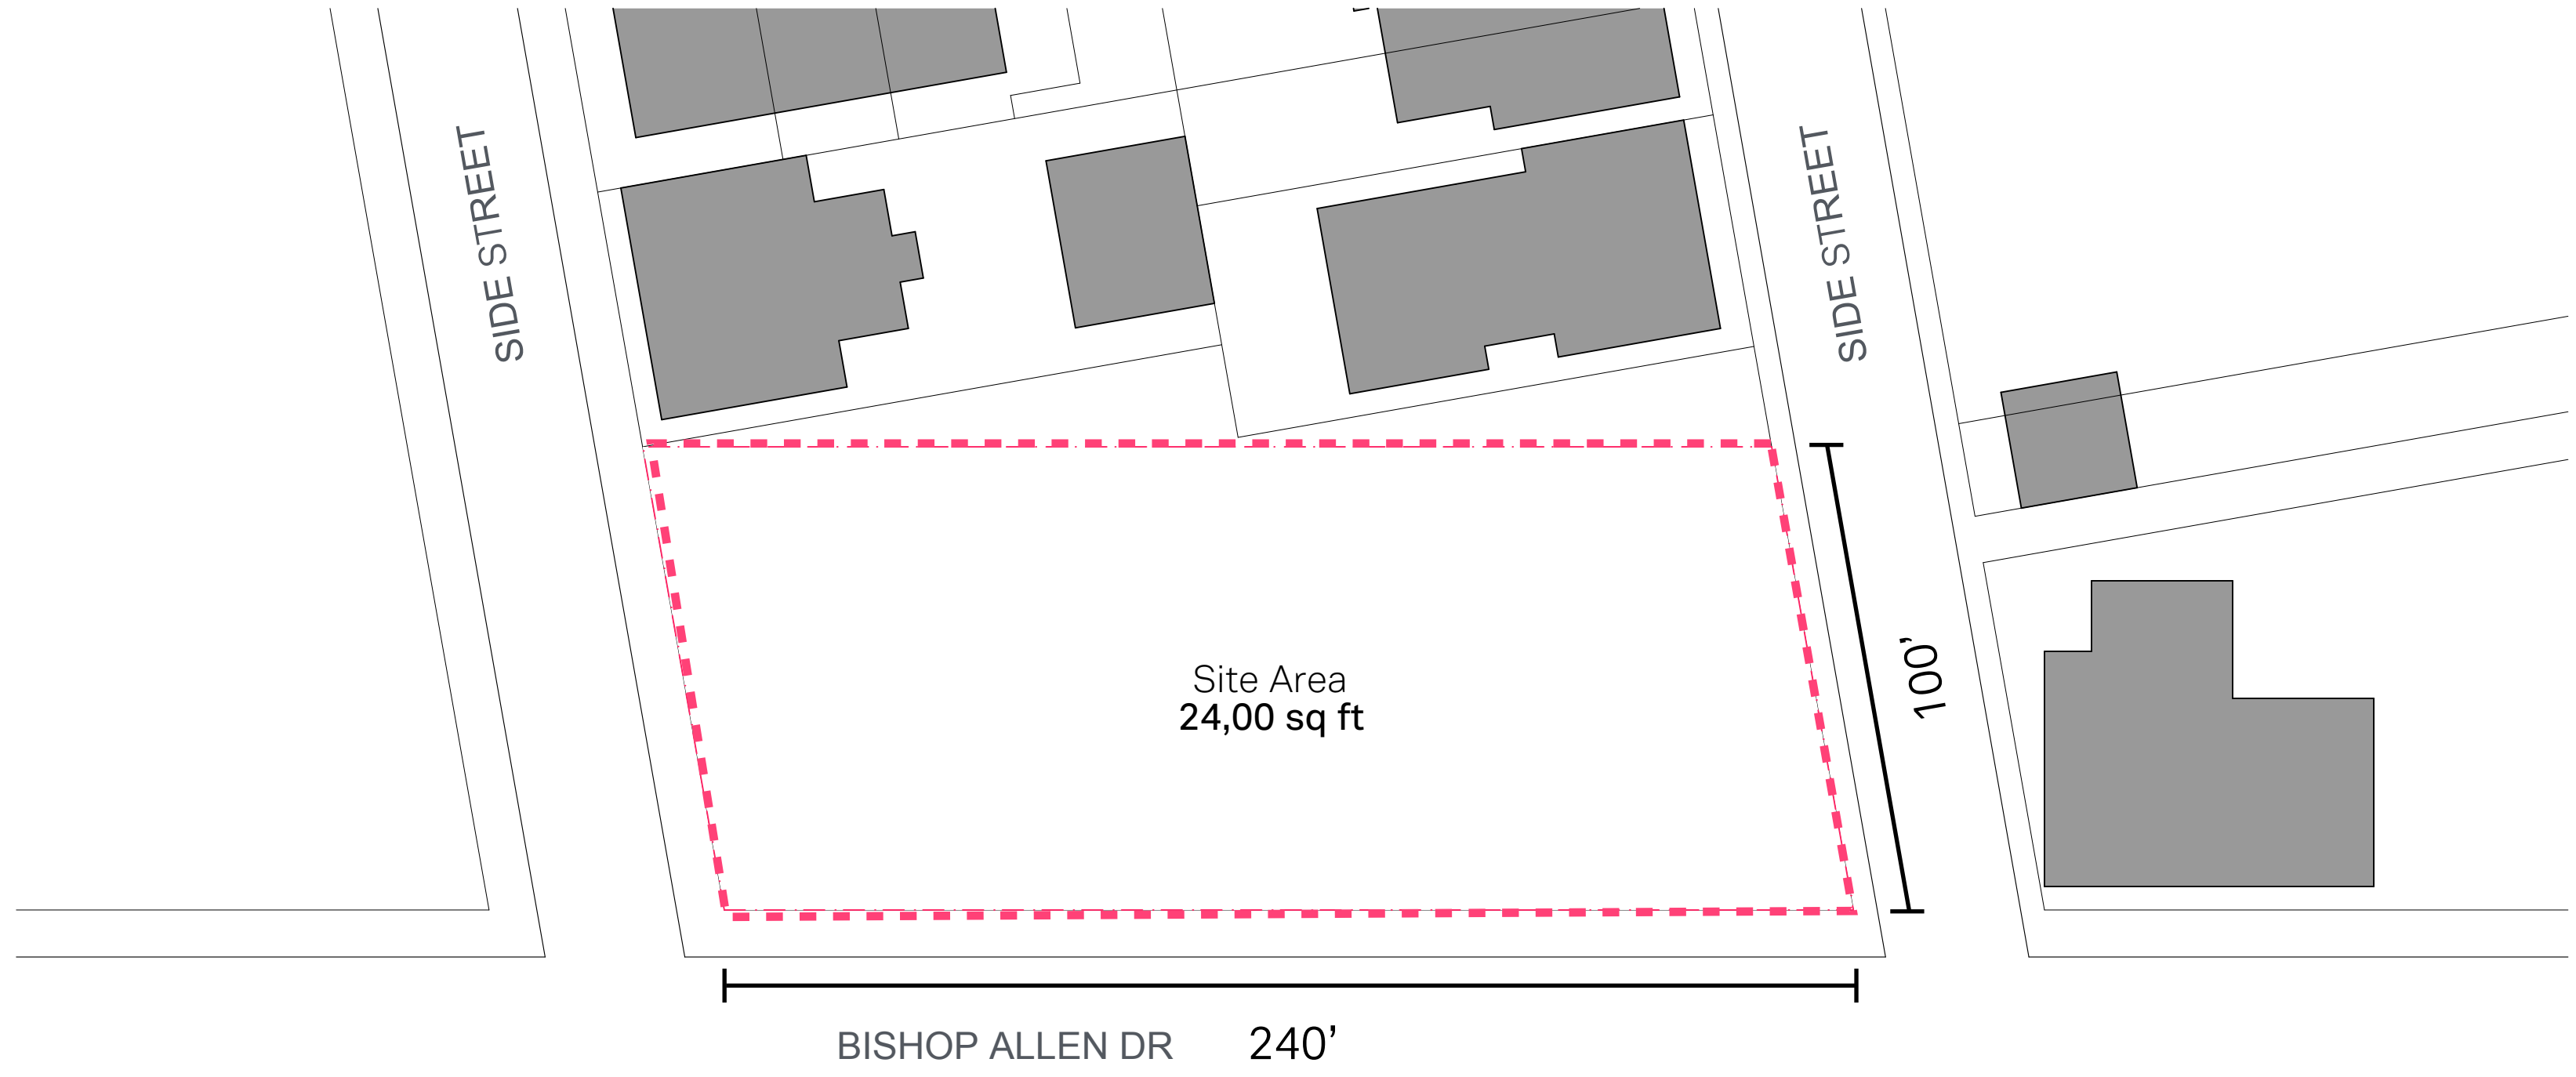 SIDE STREET
SIDE STREET
Site Area
24,00 sq ft
100’
BISHOP ALLEN DR 240’